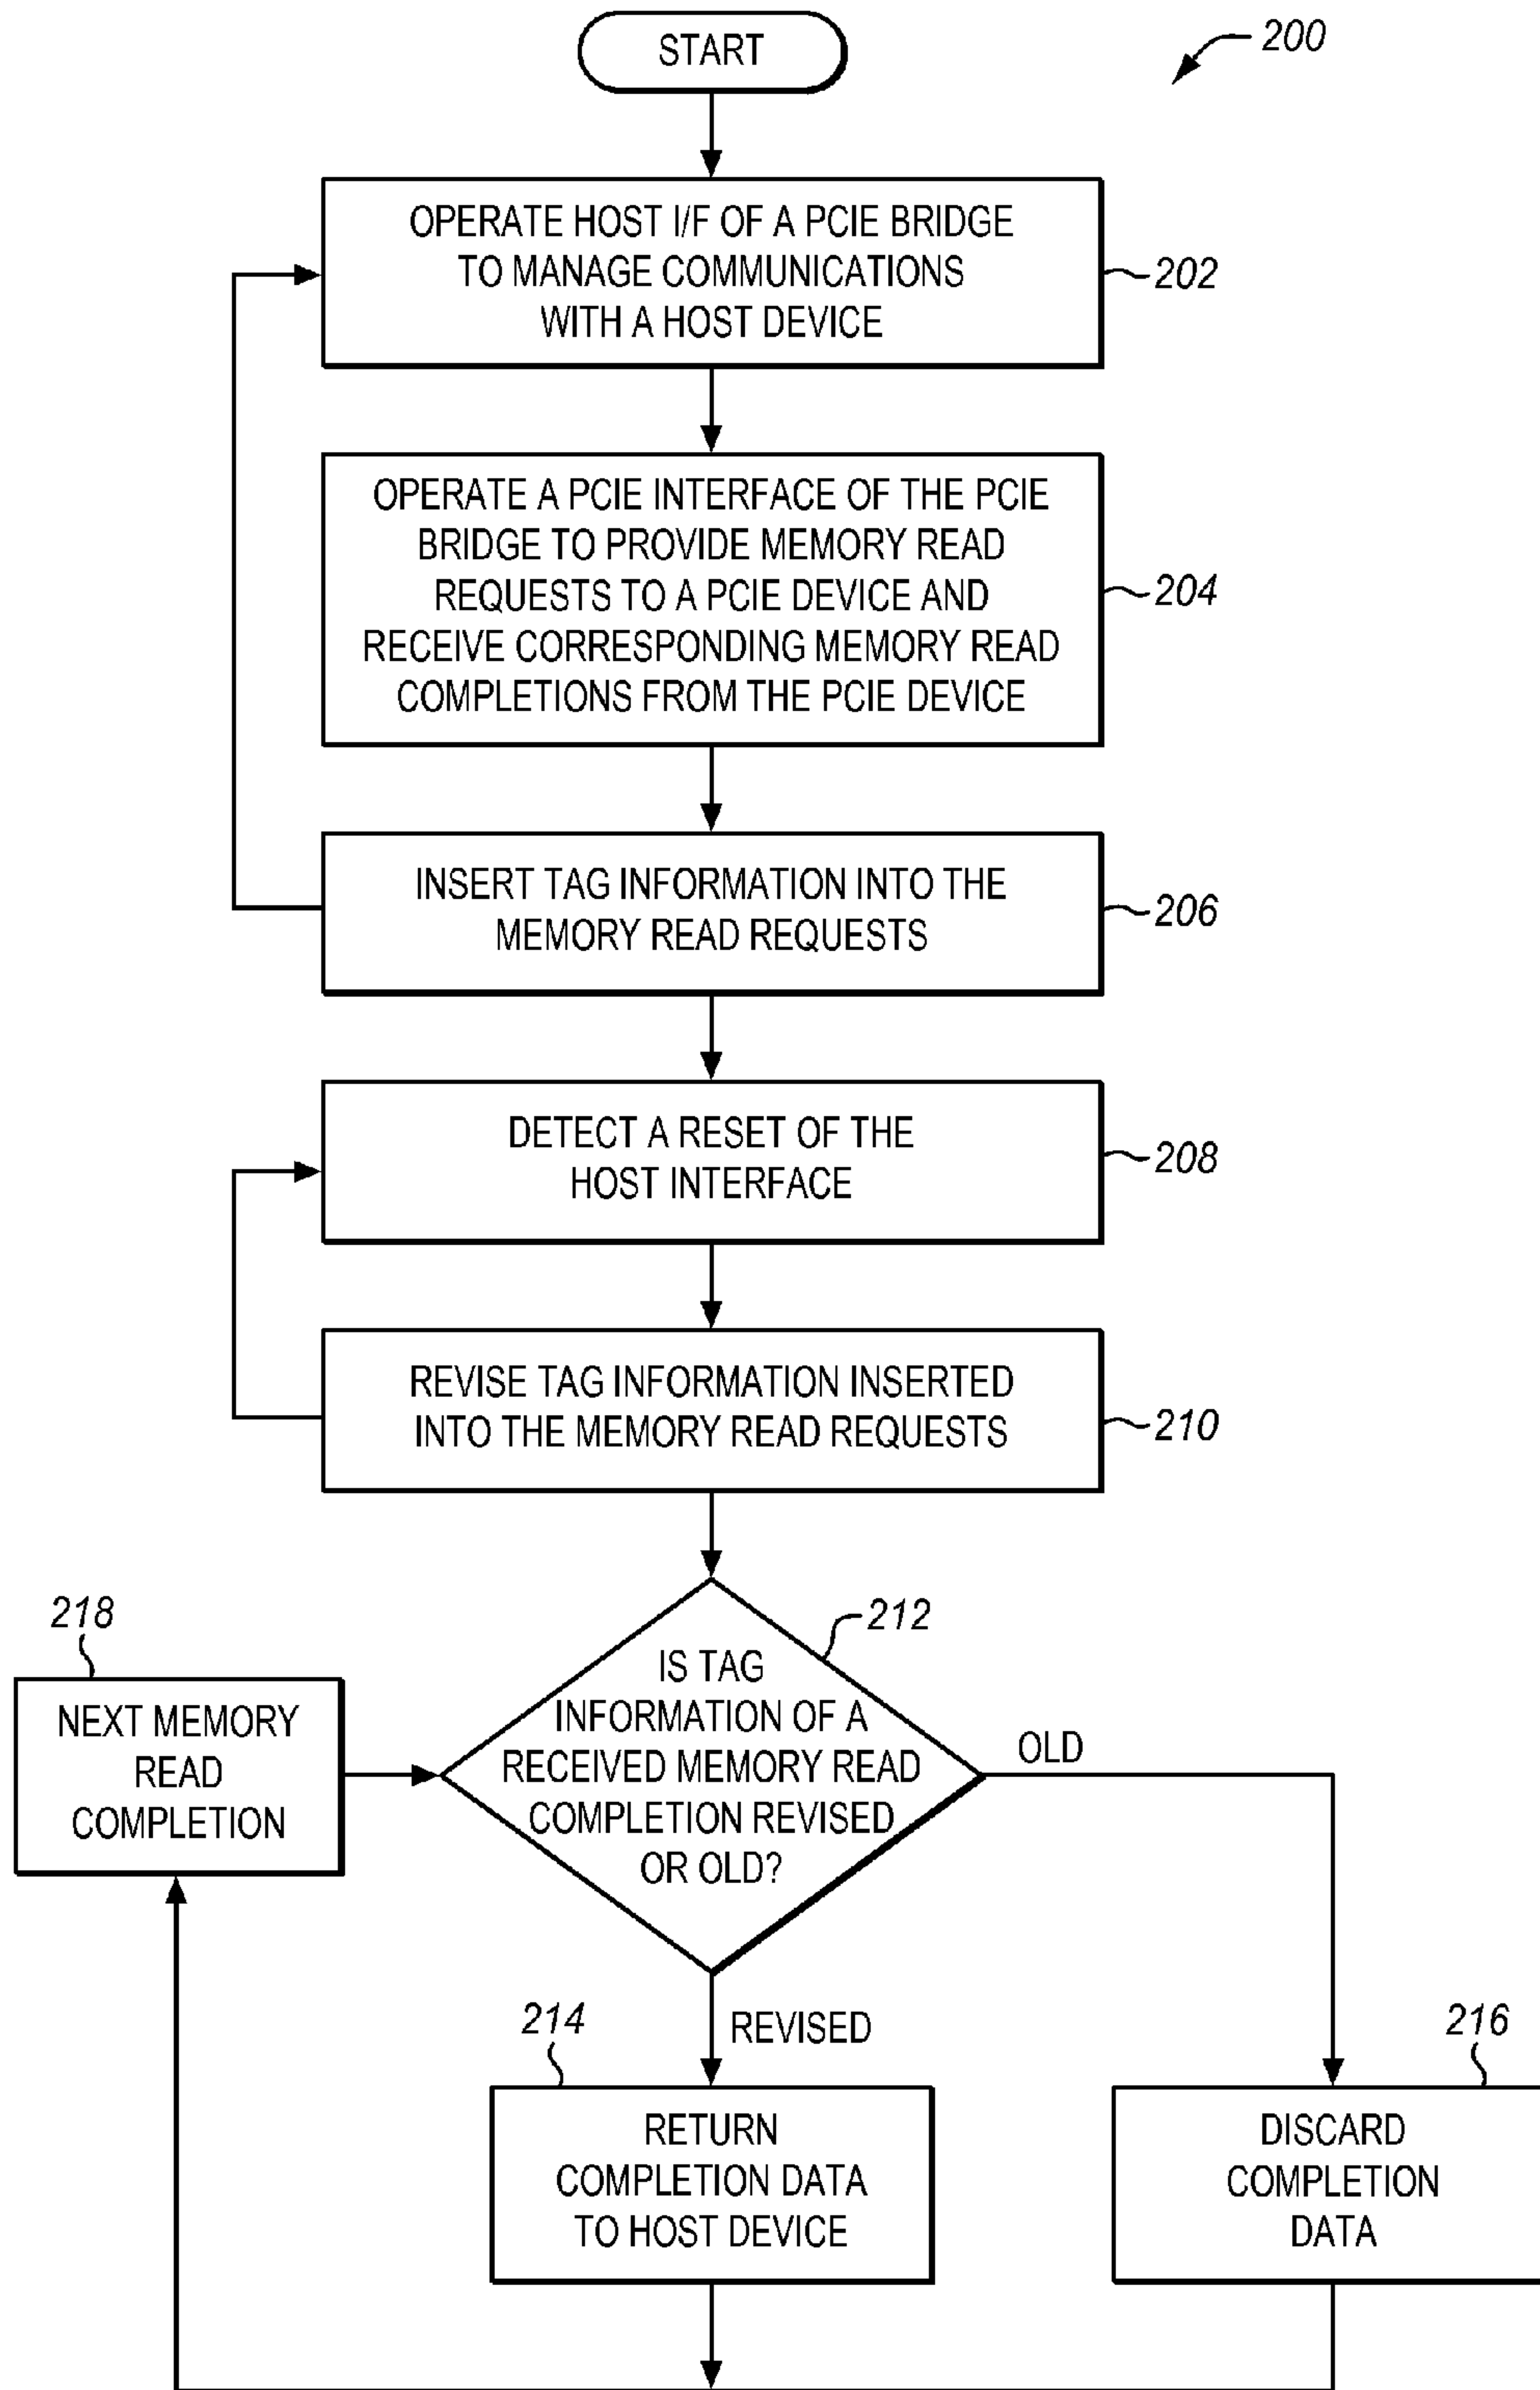 START
200
OPERATE HOST I/F OF A PCIE BRIDGE
TO MANAGE COMMUNICATIONS
WITH A HOST DEVICE
202
OPERATE A PCIE INTERFACE OF THE PCIE
BRIDGE TO PROVIDE MEMORY READ
REQUESTS TO A PCIE DEVICE AND
RECEIVE CORRESPONDING MEMORY READ
COMPLETIONS FROM THE PCIE DEVICE
204
INSERT TAG INFORMATION INTO THE
MEMORY READ REQUESTS
206
DETECT A RESET OF THE
HOST INTERFACE
208
REVISE TAG INFORMATION INSERTED
INTO THE MEMORY READ REQUESTS
210
218
NEXT MEMORY
READ
COMPLETION
212
IS TAG
INFORMATION OF A
RECEIVED MEMORY READ
COMPLETION REVISED
OR OLD?
OLD
REVISED
214
RETURN
COMPLETION DATA
TO HOST DEVICE
216
DISCARD
COMPLETION
DATA